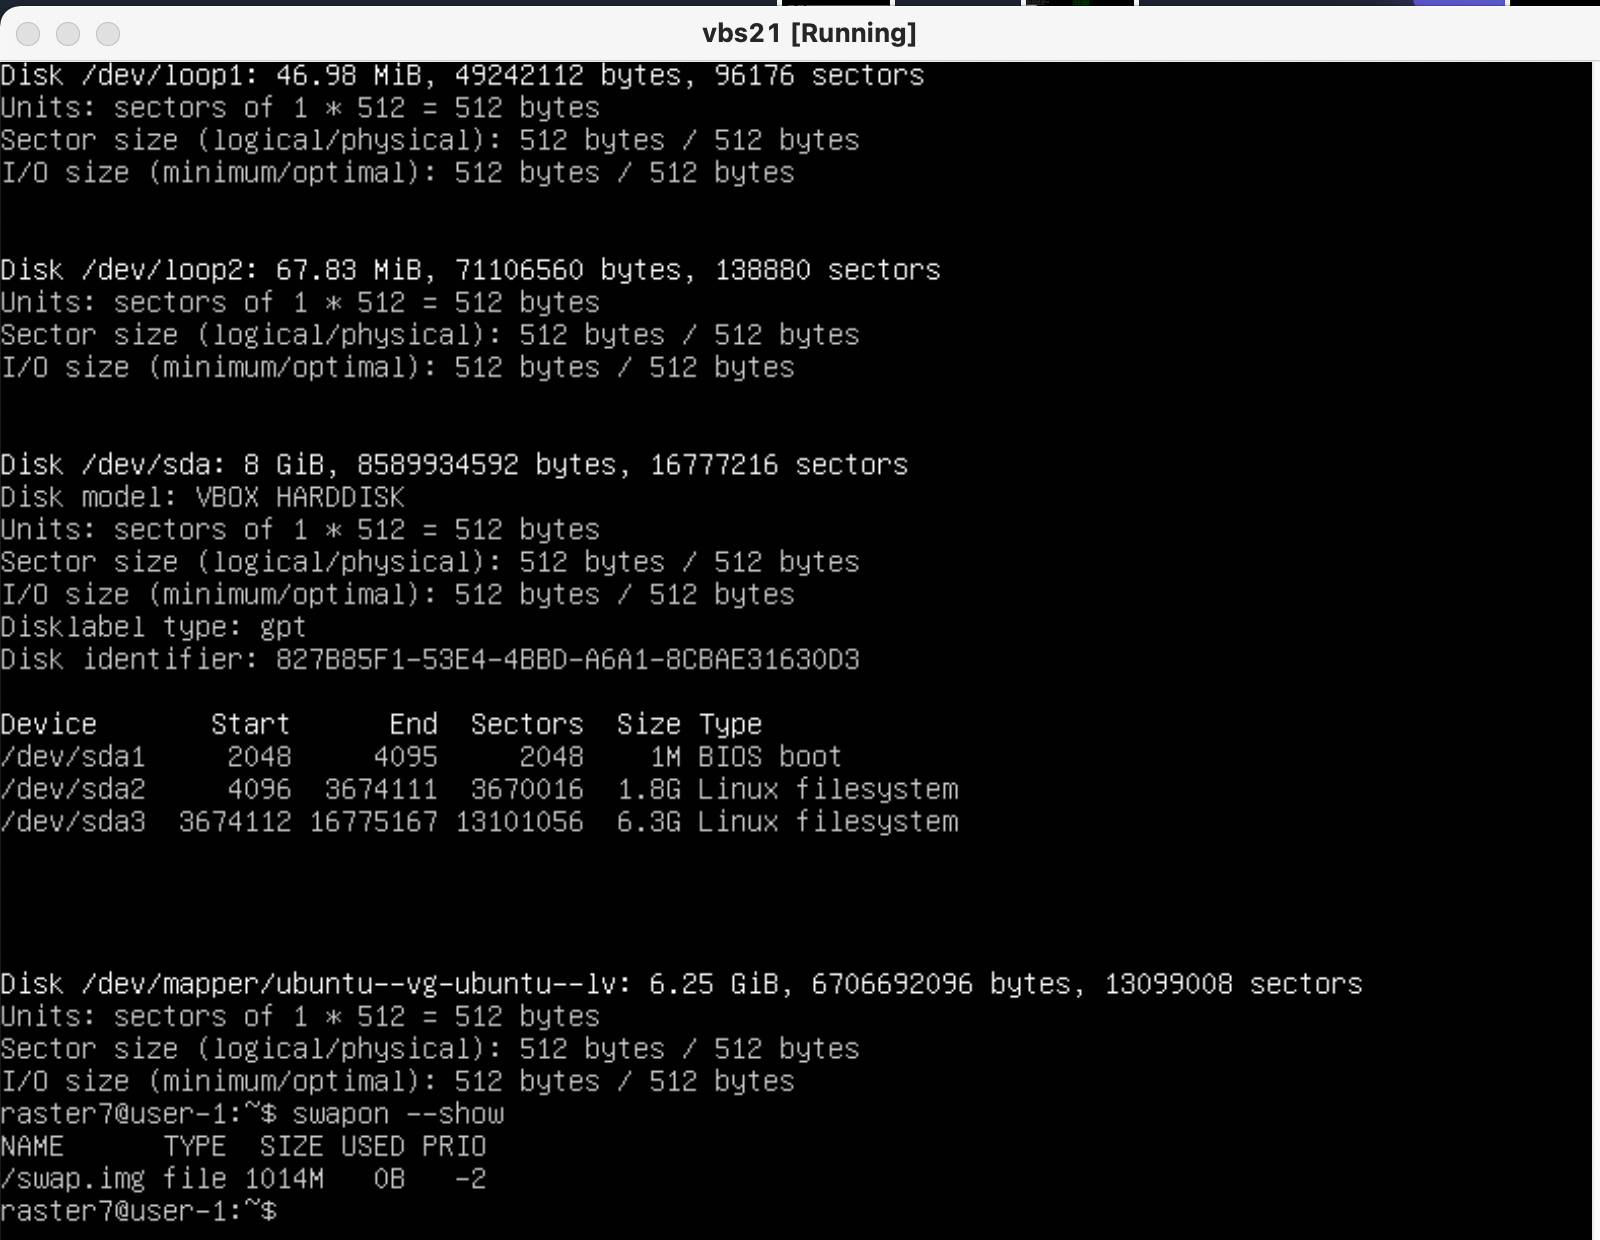 vbs21 [Running]
Disk /dev/loop1: 46.98 MiB, 49242112 bytes, 96176 sectors
Units: sectors of 1 * 512 = 512 bytes
Sector size (logical/physical): 512 bytes / 512 bytes
I/O size (minimum/optimal): 512 bytes / 512 bytes
Disk /dev/loop2: 67.83 MiB, 71106560 bytes, 138880 sectors
Units: sectors of 1 * 512 = 512 bytes
Sector size (logical/physical): 512 bytes / 512 bytes
I/O size (minimum/optimal): 512 bytes / 512 bytes
Disk /dev/sda: 8 GiB, 8589934592 bytes, 16777216 sectors
Disk model: VBOX HARDDISK
Units: sectors of 1 * 512 = 512 bytes
Sector size (logical/physical): 512 bytes / 512 bytes
I/O size (minimum/optimal): 512 bytes / 512 bytes
Disklabel type: gpt
Disk identifier: 827B85F1-53E4-4BBD-A6A1-8CBAE31630D3
Device       Start      End  Sectors  Size Type
/dev/sda1     2048     4095     2048    1M BIOS boot
/dev/sda2     4096  3674111  3670016  1.8G Linux filesystem
/dev/sda3  3674112 16775167 13101056  6.3G Linux filesystem
Disk /dev/mapper/ubuntu--vg-ubuntu--lv: 6.25 GiB, 6706692096 bytes, 13099008 sectors
Units: sectors of 1 * 512 = 512 bytes
Sector size (logical/physical): 512 bytes / 512 bytes
I/O size (minimum/optimal): 512 bytes / 512 bytes
raster7@user-1:~$ swapon --show
NAME      TYPE  SIZE USED PRIO
/swap.img file 1014M   0B   -2
raster7@user-1:~$